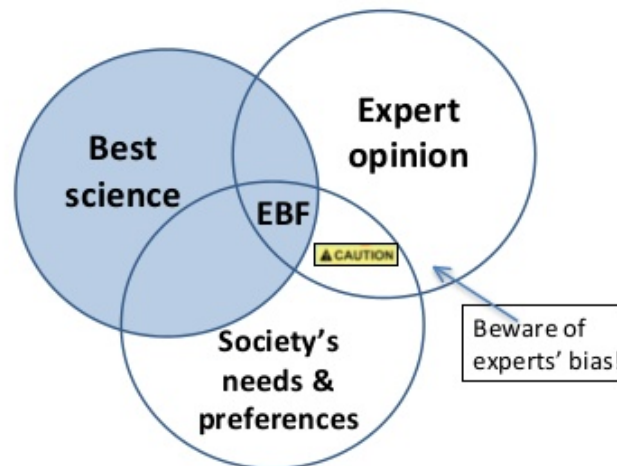 Best
science
Expert
opinion
EBF
CAUTION
Society's
needs &
preferences
Beware of
experts' bias!